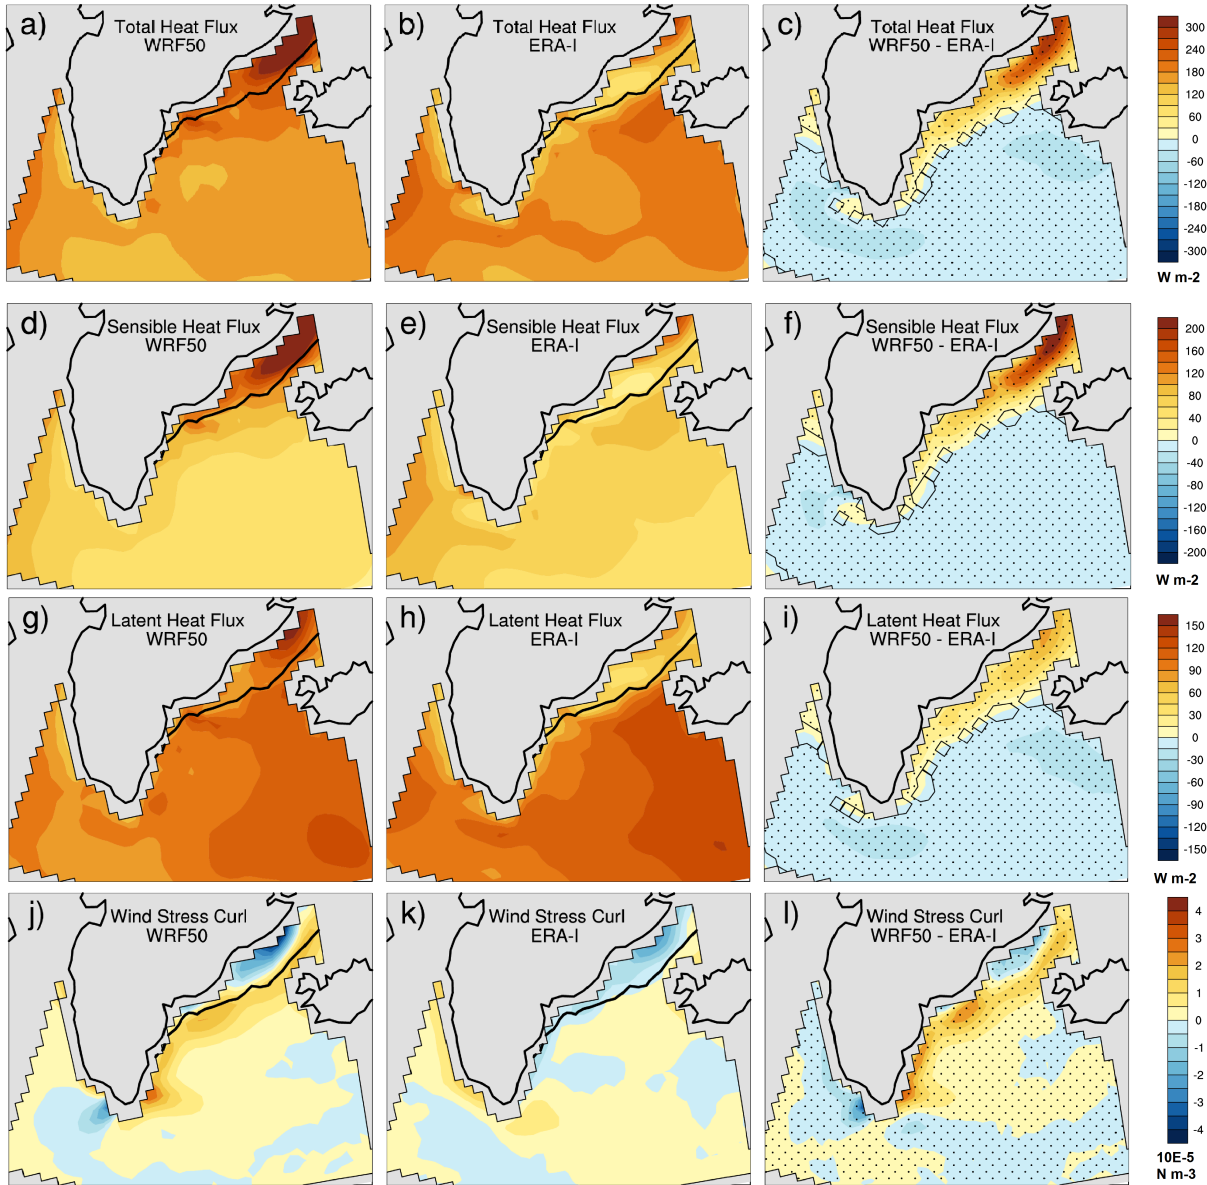 a)
Total Heat Flux
WRF50
b)
Total Heat Flux
ERA-I
c)
Total Heat Flux
WRF50 - ERA-I
300
240
180
120
60
0
-60
-120
-180
-240
-300
W m-2
d)
Sensible Heat Flux
WRF50
e)
Sensible Heat Flux
ERA-I
f)
Sensible Heat Flux
WRF50 - ERA-I
200
160
120
80
40
0
-40
-80
-120
-160
-200
W m-2
g)
Latent Heat Flux
WRF50
h)
Latent Heat Flux
ERA-I
i)
Latent Heat Flux
WRF50 - ERA-I
150
120
90
60
30
0
-30
-60
-90
-120
-150
W m-2
j)
Wind Stress Curl
WRF50
k)
Wind Stress Curl
ERA-I
l)
Wind Stress Curl
WRF50 - ERA-I
4
3
2
1
0
-1
-2
-3
-4
10E-5
N m-3